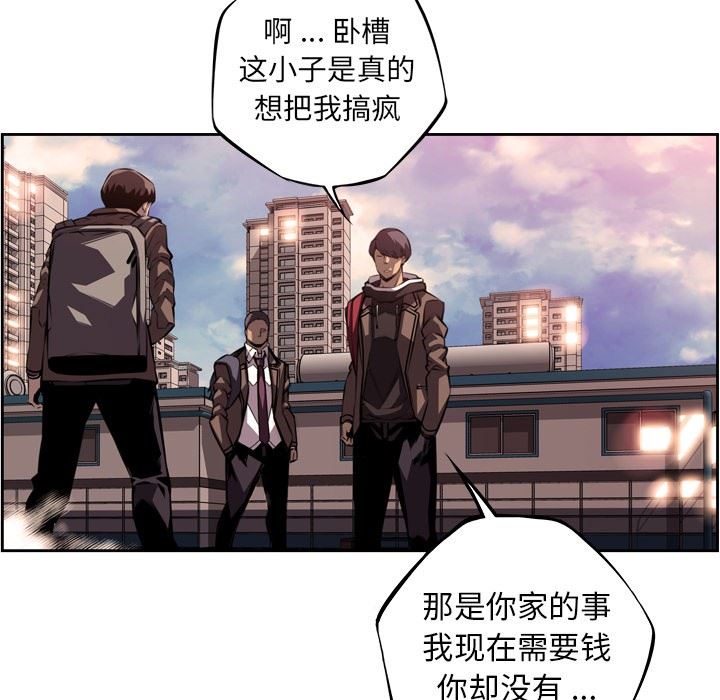 啊 ... 卧槽
这小子是真的
想把我搞疯
那是你家的事
我现在需要钱
你却没有 ...